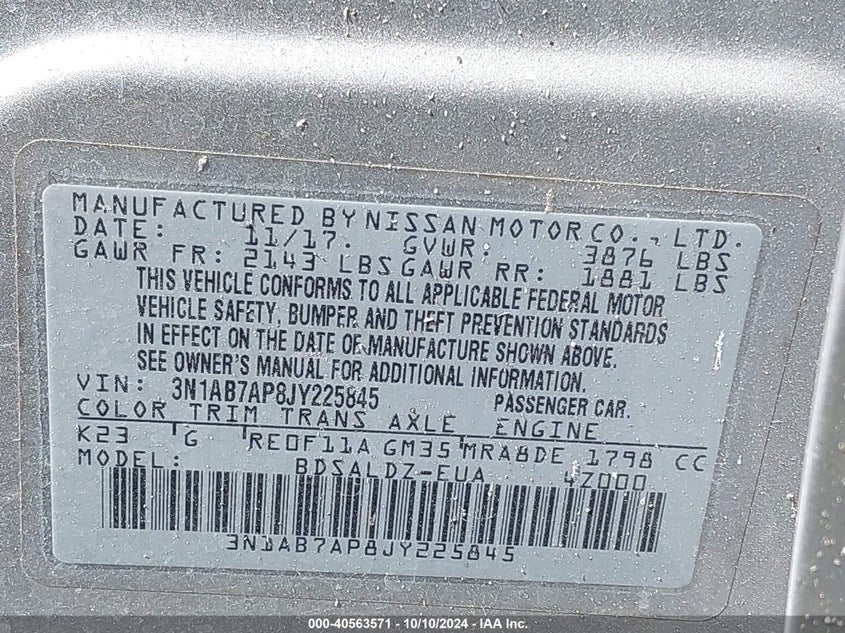 MANUFACTURED BY NISSAN MOTOR CO., LTD.
DATE: 11/17. GVWR: 3876 LBS
GAWR FR: 2143 LBS GAWR RR: 1881 LBS
THIS VEHICLE CONFORMS TO ALL APPLICABLE FEDERAL MOTOR
VEHICLE SAFETY, BUMPER AND THEFT PREVENTION STANDARDS
IN EFFECT ON THE DATE OF MANUFACTURE SHOWN ABOVE.
SEE OWNER'S MANUAL FOR ADDITIONAL INFORMATION.
VIN: 3N1AB7AP8JY225845 PASSENGER CAR.
COLOR TRIM TRANS AXLE ENGINE
K23 G RE0F11A GM35 MRA8DE 1798 CC
MODEL: BDSALDZ-EUA 47000
3N1AB7AP8JY225845
000-40563571 | 10/10/2024 - IAA Inc.